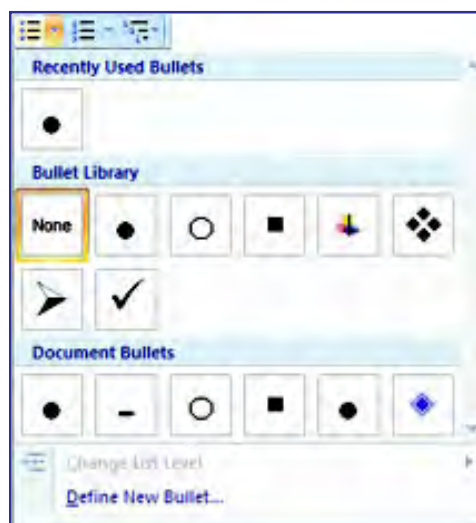 Recently Used Bullets
Bullet Library
None
Document Bullets
Change List Level
Define New Bullet...